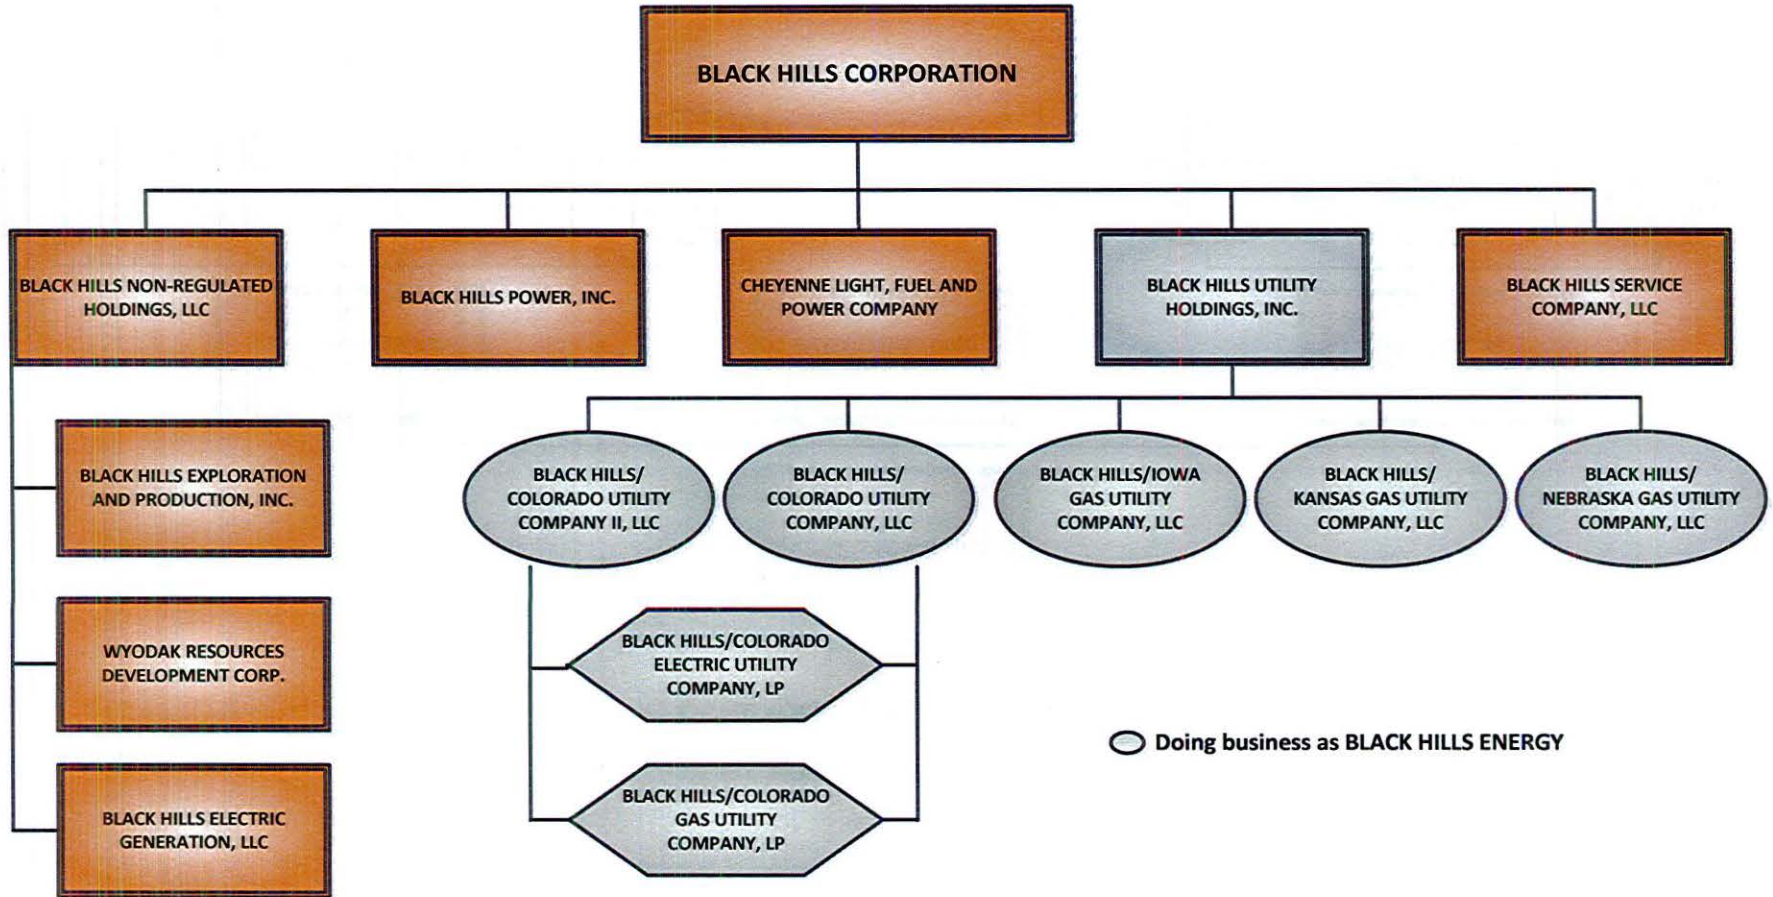 BLACK HILLS CORPORATION
BLACK HILLS NON-REGULATED
HOLDINGS, LLC
BLACK HILLS POWER, INC.
CHEYENNE LIGHT, FUEL AND
POWER COMPANY
BLACK HILLS UTILITY
HOLDINGS, INC.
BLACK HILLS SERVICE
COMPANY, LLC
BLACK HILLS EXPLORATION
AND PRODUCTION, INC.
WYODAK RESOURCES
DEVELOPMENT CORP.
BLACK HILLS ELECTRIC
GENERATION, LLC
BLACK HILLS/
COLORADO UTILITY
COMPANY II, LLC
BLACK HILLS/
COLORADO UTILITY
COMPANY, LLC
BLACK HILLS/IOWA
GAS UTILITY
COMPANY, LLC
BLACK HILLS/
KANSAS GAS UTILITY
COMPANY, LLC
BLACK HILLS/
NEBRASKA GAS UTILITY
COMPANY, LLC
BLACK HILLS/COLORADO
ELECTRIC UTILITY
COMPANY, LP
BLACK HILLS/COLORADO
GAS UTILITY
COMPANY, LP
Doing business as BLACK HILLS ENERGY